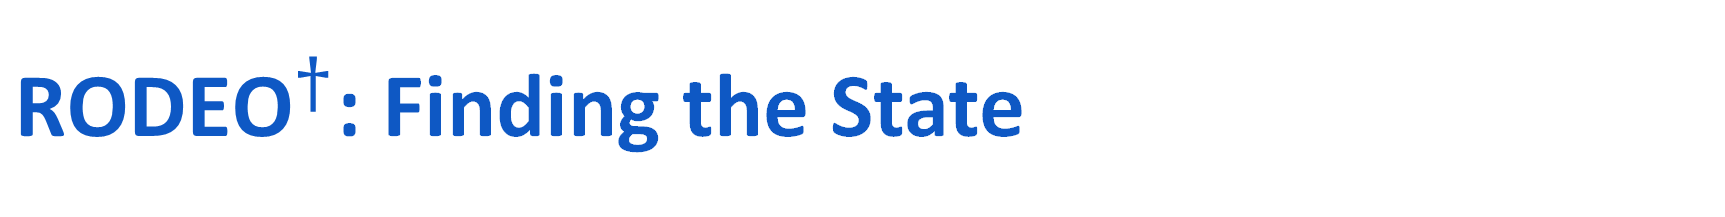 RODEO†: Finding the State